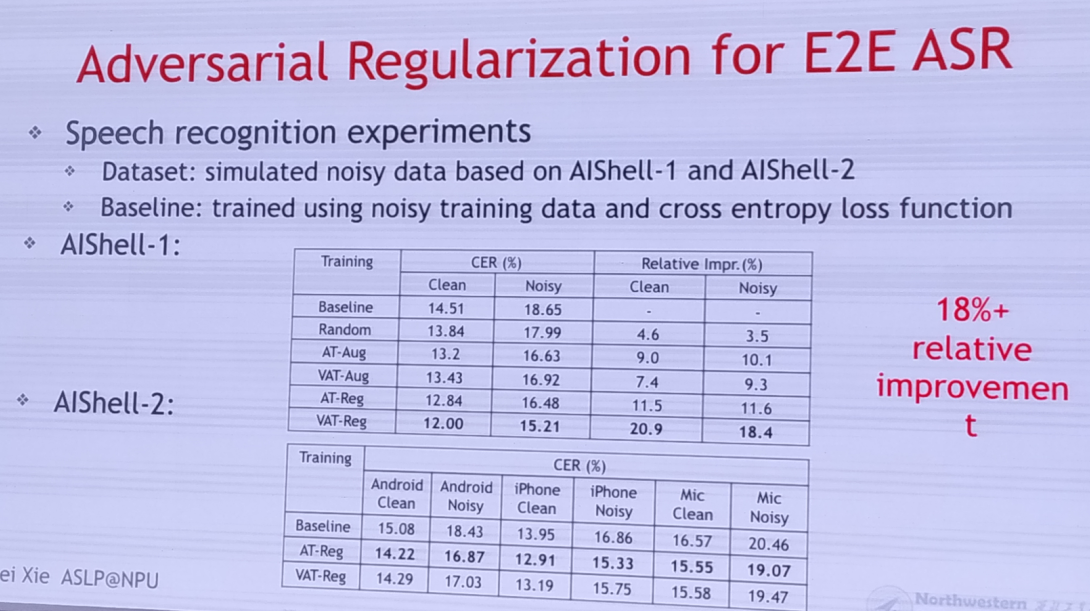 Adversarial Regularization for E2E ASR
❖ Speech recognition experiments
❖ Dataset: simulated noisy data based on AIShell-1 and AIShell-2
❖ Baseline: trained using noisy training data and cross entropy loss function
❖ AIShell-1:
Training CER (%) Relative Impr.(%)
Clean Noisy Clean Noisy
Baseline 14.51 18.65 - -
Random 13.84 17.99 4.6 3.5
AT-Aug 13.2 16.63 9.0 10.1
VAT-Aug 13.43 16.92 7.4 9.3
AT-Reg 12.84 16.48 11.5 11.6
VAT-Reg 12.00 15.21 20.9 18.4
18%+
relative
improvemen
t
❖ AIShell-2:
Training CER (%)
Android Clean Android Noisy iPhone Clean iPhone Noisy Mic Clean Mic Noisy
Baseline 15.08 18.43 13.95 16.86 16.57 20.46
AT-Reg 14.22 16.87 12.91 15.33 15.55 19.07
VAT-Reg 14.29 17.03 13.19 15.75 15.58 19.47
ei Xie ASLP@NPU
Northwestern